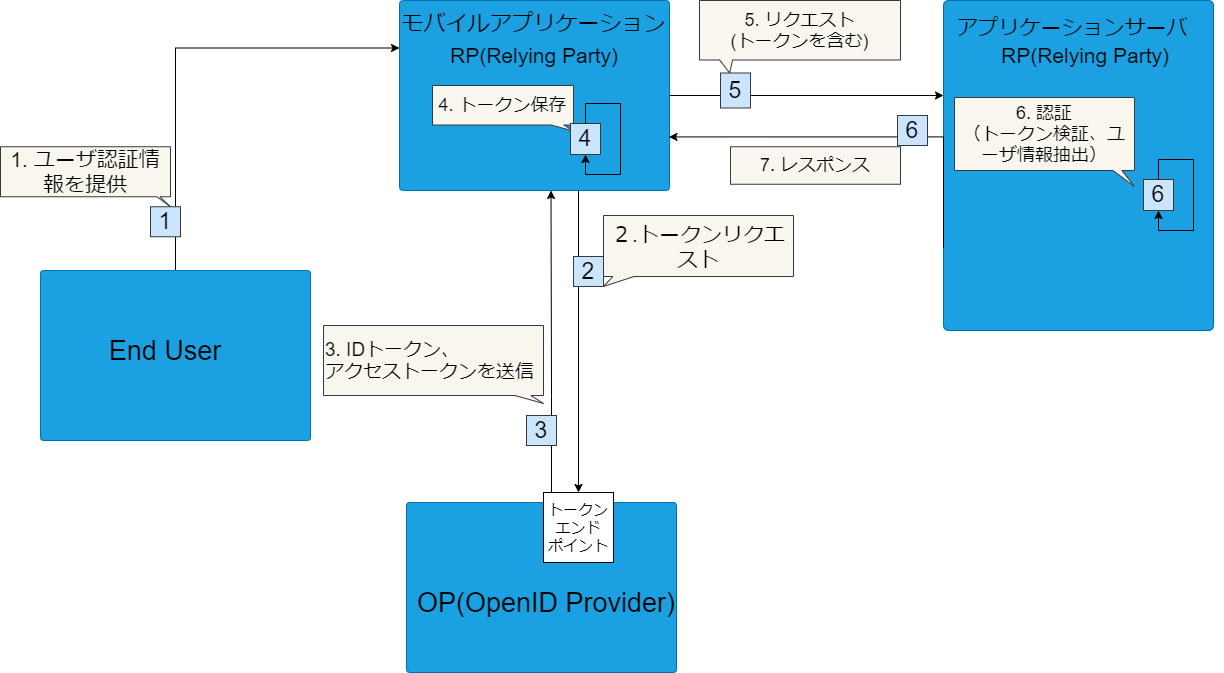 モバイルアプリケーション
RP(Relying Party)
5. リクエスト
(トークンを含む)
5
アプリケーションサーバ
RP(Relying Party)
4. トークン保存
4
6
7. レスポンス
6. 認証
（トークン検証、ユ
ーザ情報抽出）
6
1. ユーザ認証情
報を提供
1
２.トークンリクエ
スト
2
End User
3. IDトークン、
アクセストークンを送信
3
トークン
エンド
ポイント
OP(OpenID Provider)